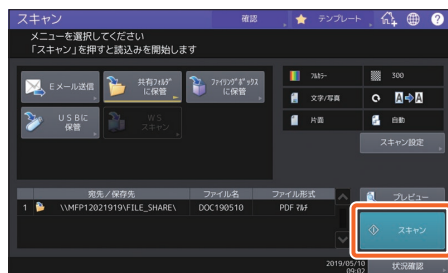 スキャン
確認
テンプレート
メニューを選択してください
「スキャン」を押すと読込みを開始します
Eメール送信
共有フォルダに保管
ファイリングボックスに保管
USBに保管
WSスキャン
フルカラー
300
文字/写真
A A
片面
自動
スキャン設定
宛先/保存先 ファイル名 ファイル形式
1 \\MFP12021919\FILE_SHARE\ DOC190510 PDF マルチ
プレビュー
スキャン
2019/05/10
09:02
状況確認